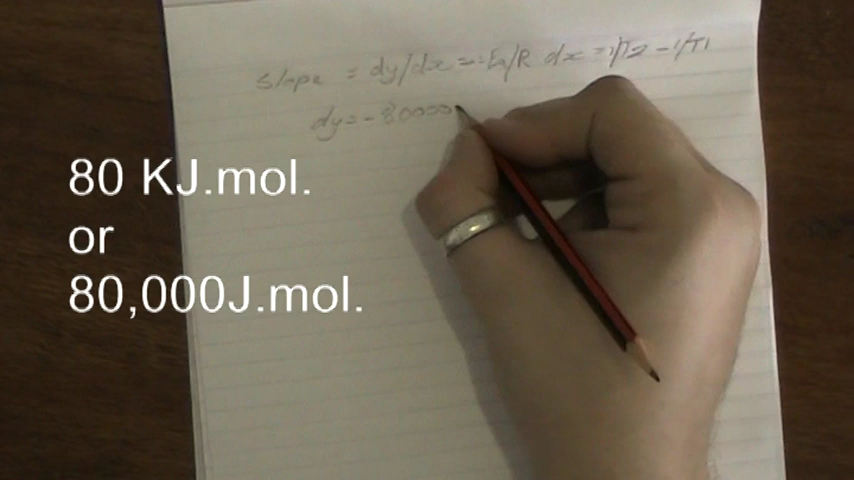 slope = dy/dx = -Ea/R dx = 1/T2 - 1/T1
dy = - 80000
80 KJ.mol.
or
80,000J.mol.